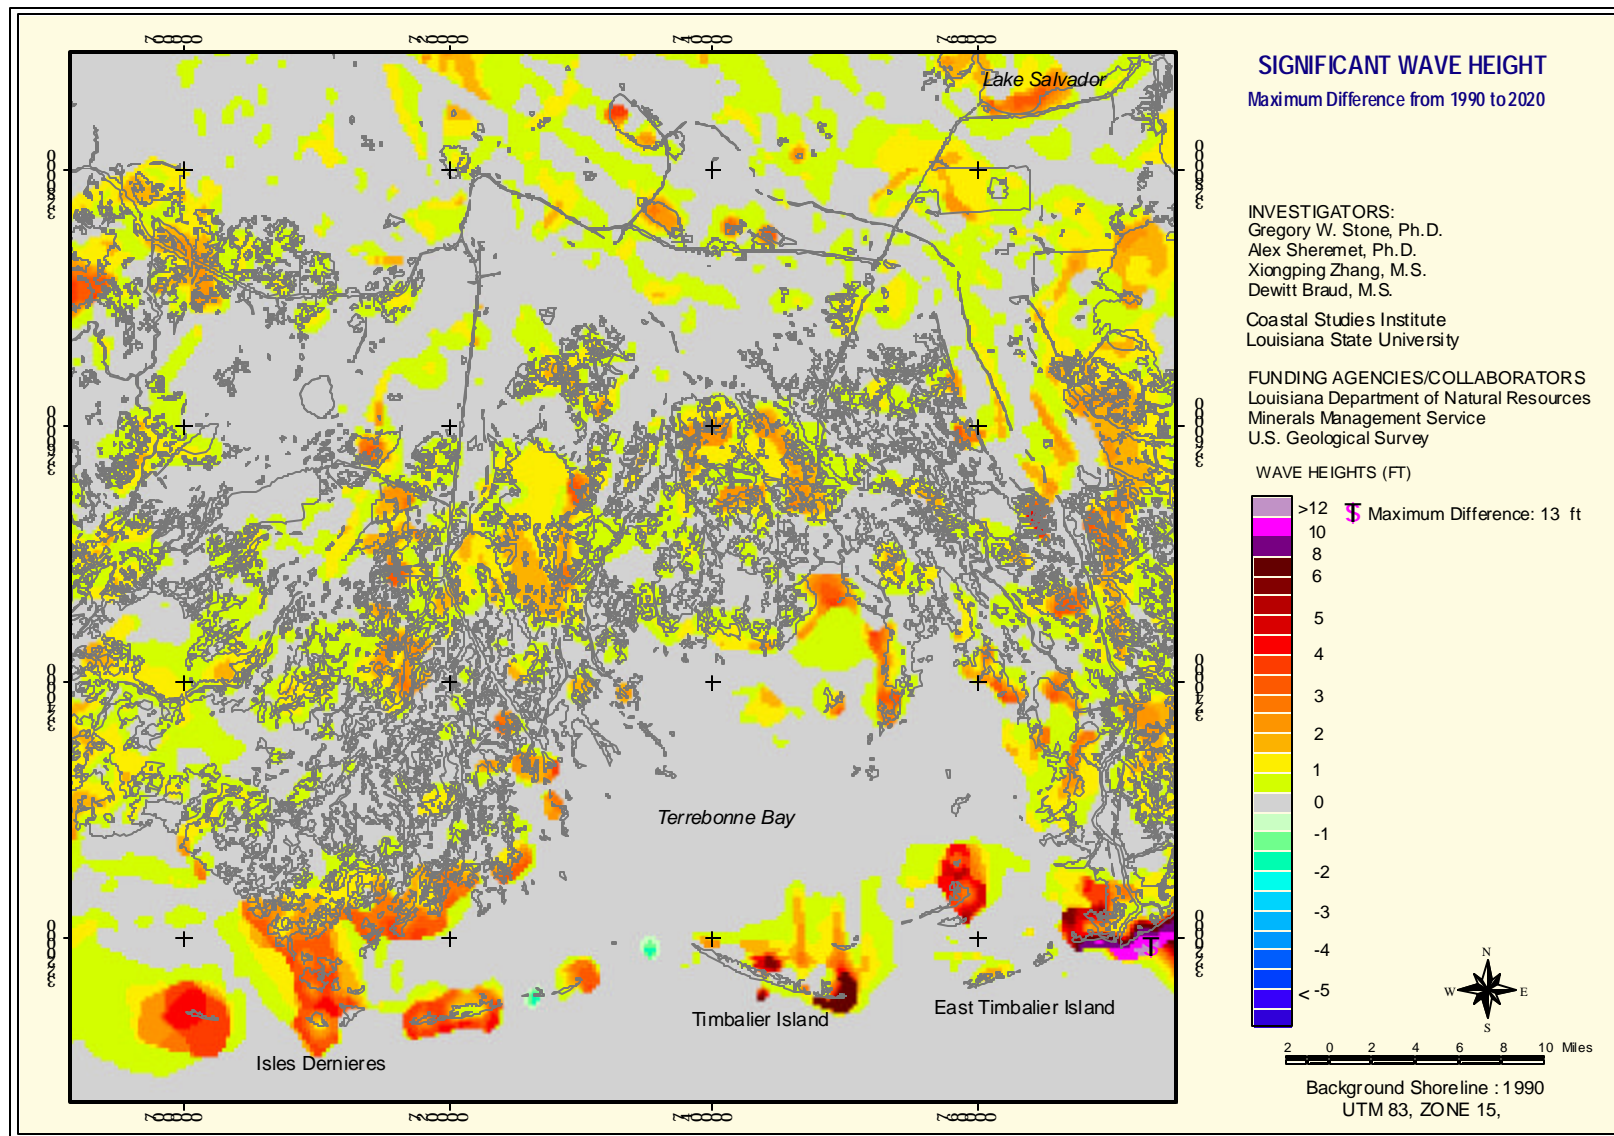 SIGNIFICANT WAVE HEIGHT
Maximum Difference from 1990 to 2020
Lake Salvador
INVESTIGATORS:
Gregory W. Stone, Ph.D.
Alex Sheremet, Ph.D.
Xiongping Zhang, M.S.
Dewitt Braud, M.S.
Coastal Studies Institute
Louisiana State University
FUNDING AGENCIES/COLLABORATORS
Louisiana Department of Natural Resources
Minerals Management Service
U.S. Geological Survey
WAVE HEIGHTS (FT)
>12
Maximum Difference: 13 ft
10
8
6
5
4
3
2
1
0
-1
-2
-3
-4
< -5
Terrebonne Bay
Timbalier Island
East Timbalier Island
Isles Dernieres
N
W E
S
2 0 2 4 6 8 10 Miles
Background Shoreline : 1990
UTM 83, ZONE 15,